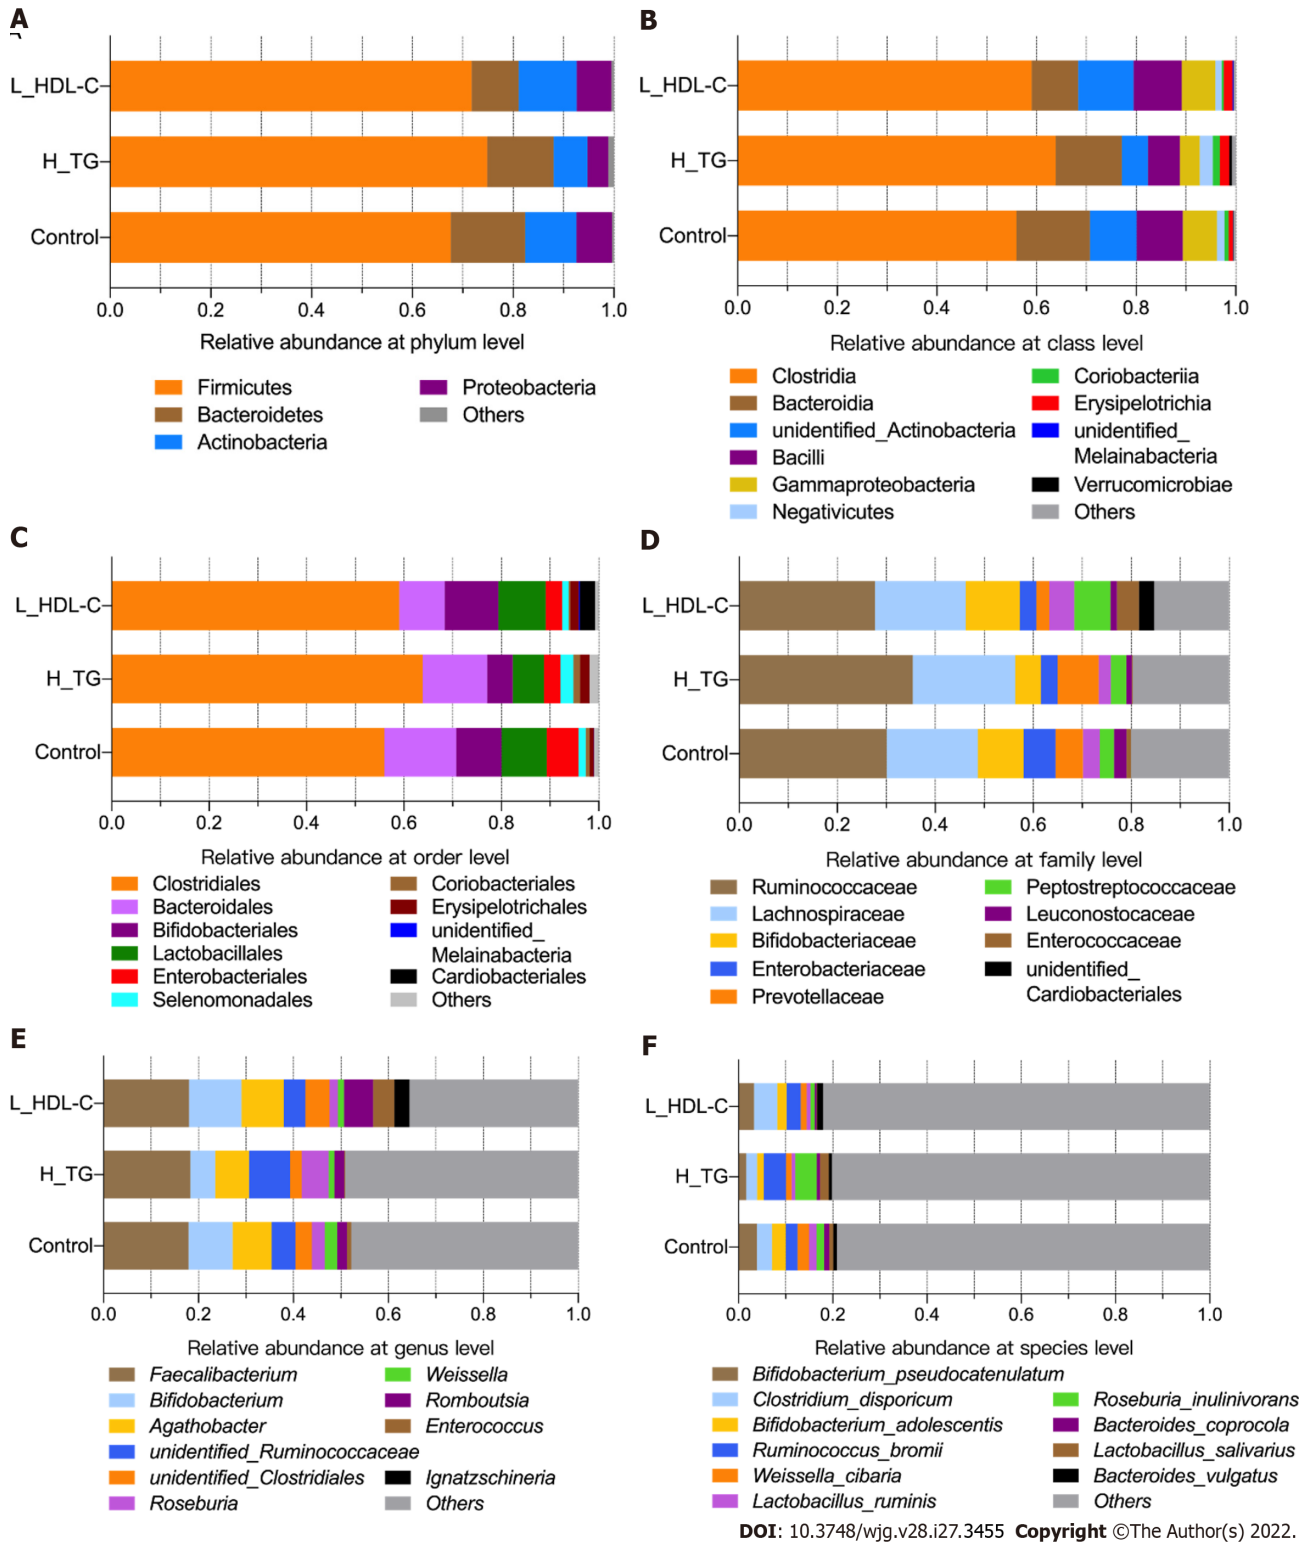 A
B
L_HDL-C
H_TG
Control
0.0 0.2 0.4 0.6 0.8 1.0
Relative abundance at phylum level
Firmicutes
Bacteroidetes
Actinobacteria
Proteobacteria
Others
L_HDL-C
H_TG
Control
0.0 0.2 0.4 0.6 0.8 1.0
Relative abundance at class level
Clostridia
Bacteroidia
unidentified_Actinobacteria
Bacilli
Gammaproteobacteria
Negativicutes
Coriobacteriia
Erysipelotrichia
unidentified_
Melainabacteria
Verrucomicrobiae
Others
C
D
L_HDL-C
H_TG
Control
0.0 0.2 0.4 0.6 0.8 1.0
Relative abundance at order level
Clostridiales
Bacteroidales
Bifidobacteriales
Lactobacillales
Enterobacteriales
Selenomonadales
Coriobacteriales
Erysipelotrichales
unidentified_
Melainabacteria
Cardiobacteriales
Others
L_HDL-C
H_TG
Control
0.0 0.2 0.4 0.6 0.8 1.0
Relative abundance at family level
Ruminococcaceae
Lachnospiraceae
Bifidobacteriaceae
Enterobacteriaceae
Prevotellaceae
Peptostreptococcaceae
Leuconostocaceae
Enterococcaceae
unidentified_
Cardiobacteriales
E
F
L_HDL-C
H_TG
Control
0.0 0.2 0.4 0.6 0.8 1.0
Relative abundance at genus level
Faecalibacterium
Bifidobacterium
Agathobacter
unidentified_Ruminococcaceae
unidentified_Clostridiales
Roseburia
Weissella
Romboutsia
Enterococcus
Ignatzschineria
Others
L_HDL-C
H_TG
Control
0.0 0.2 0.4 0.6 0.8 1.0
Relative abundance at species level
Bifidobacterium_pseudocatenulatum
Clostridium_disporicum
Bifidobacterium_adolescentis
Ruminococcus_bromii
Weissella_cibaria
Lactobacillus_ruminis
Roseburia_inulinivorans
Bacteroides_coprocola
Lactobacillus_salivarius
Bacteroides_vulgatus
Others
DOI: 10.3748/wjg.v28.i27.3455 Copyright ©The Author(s) 2022.